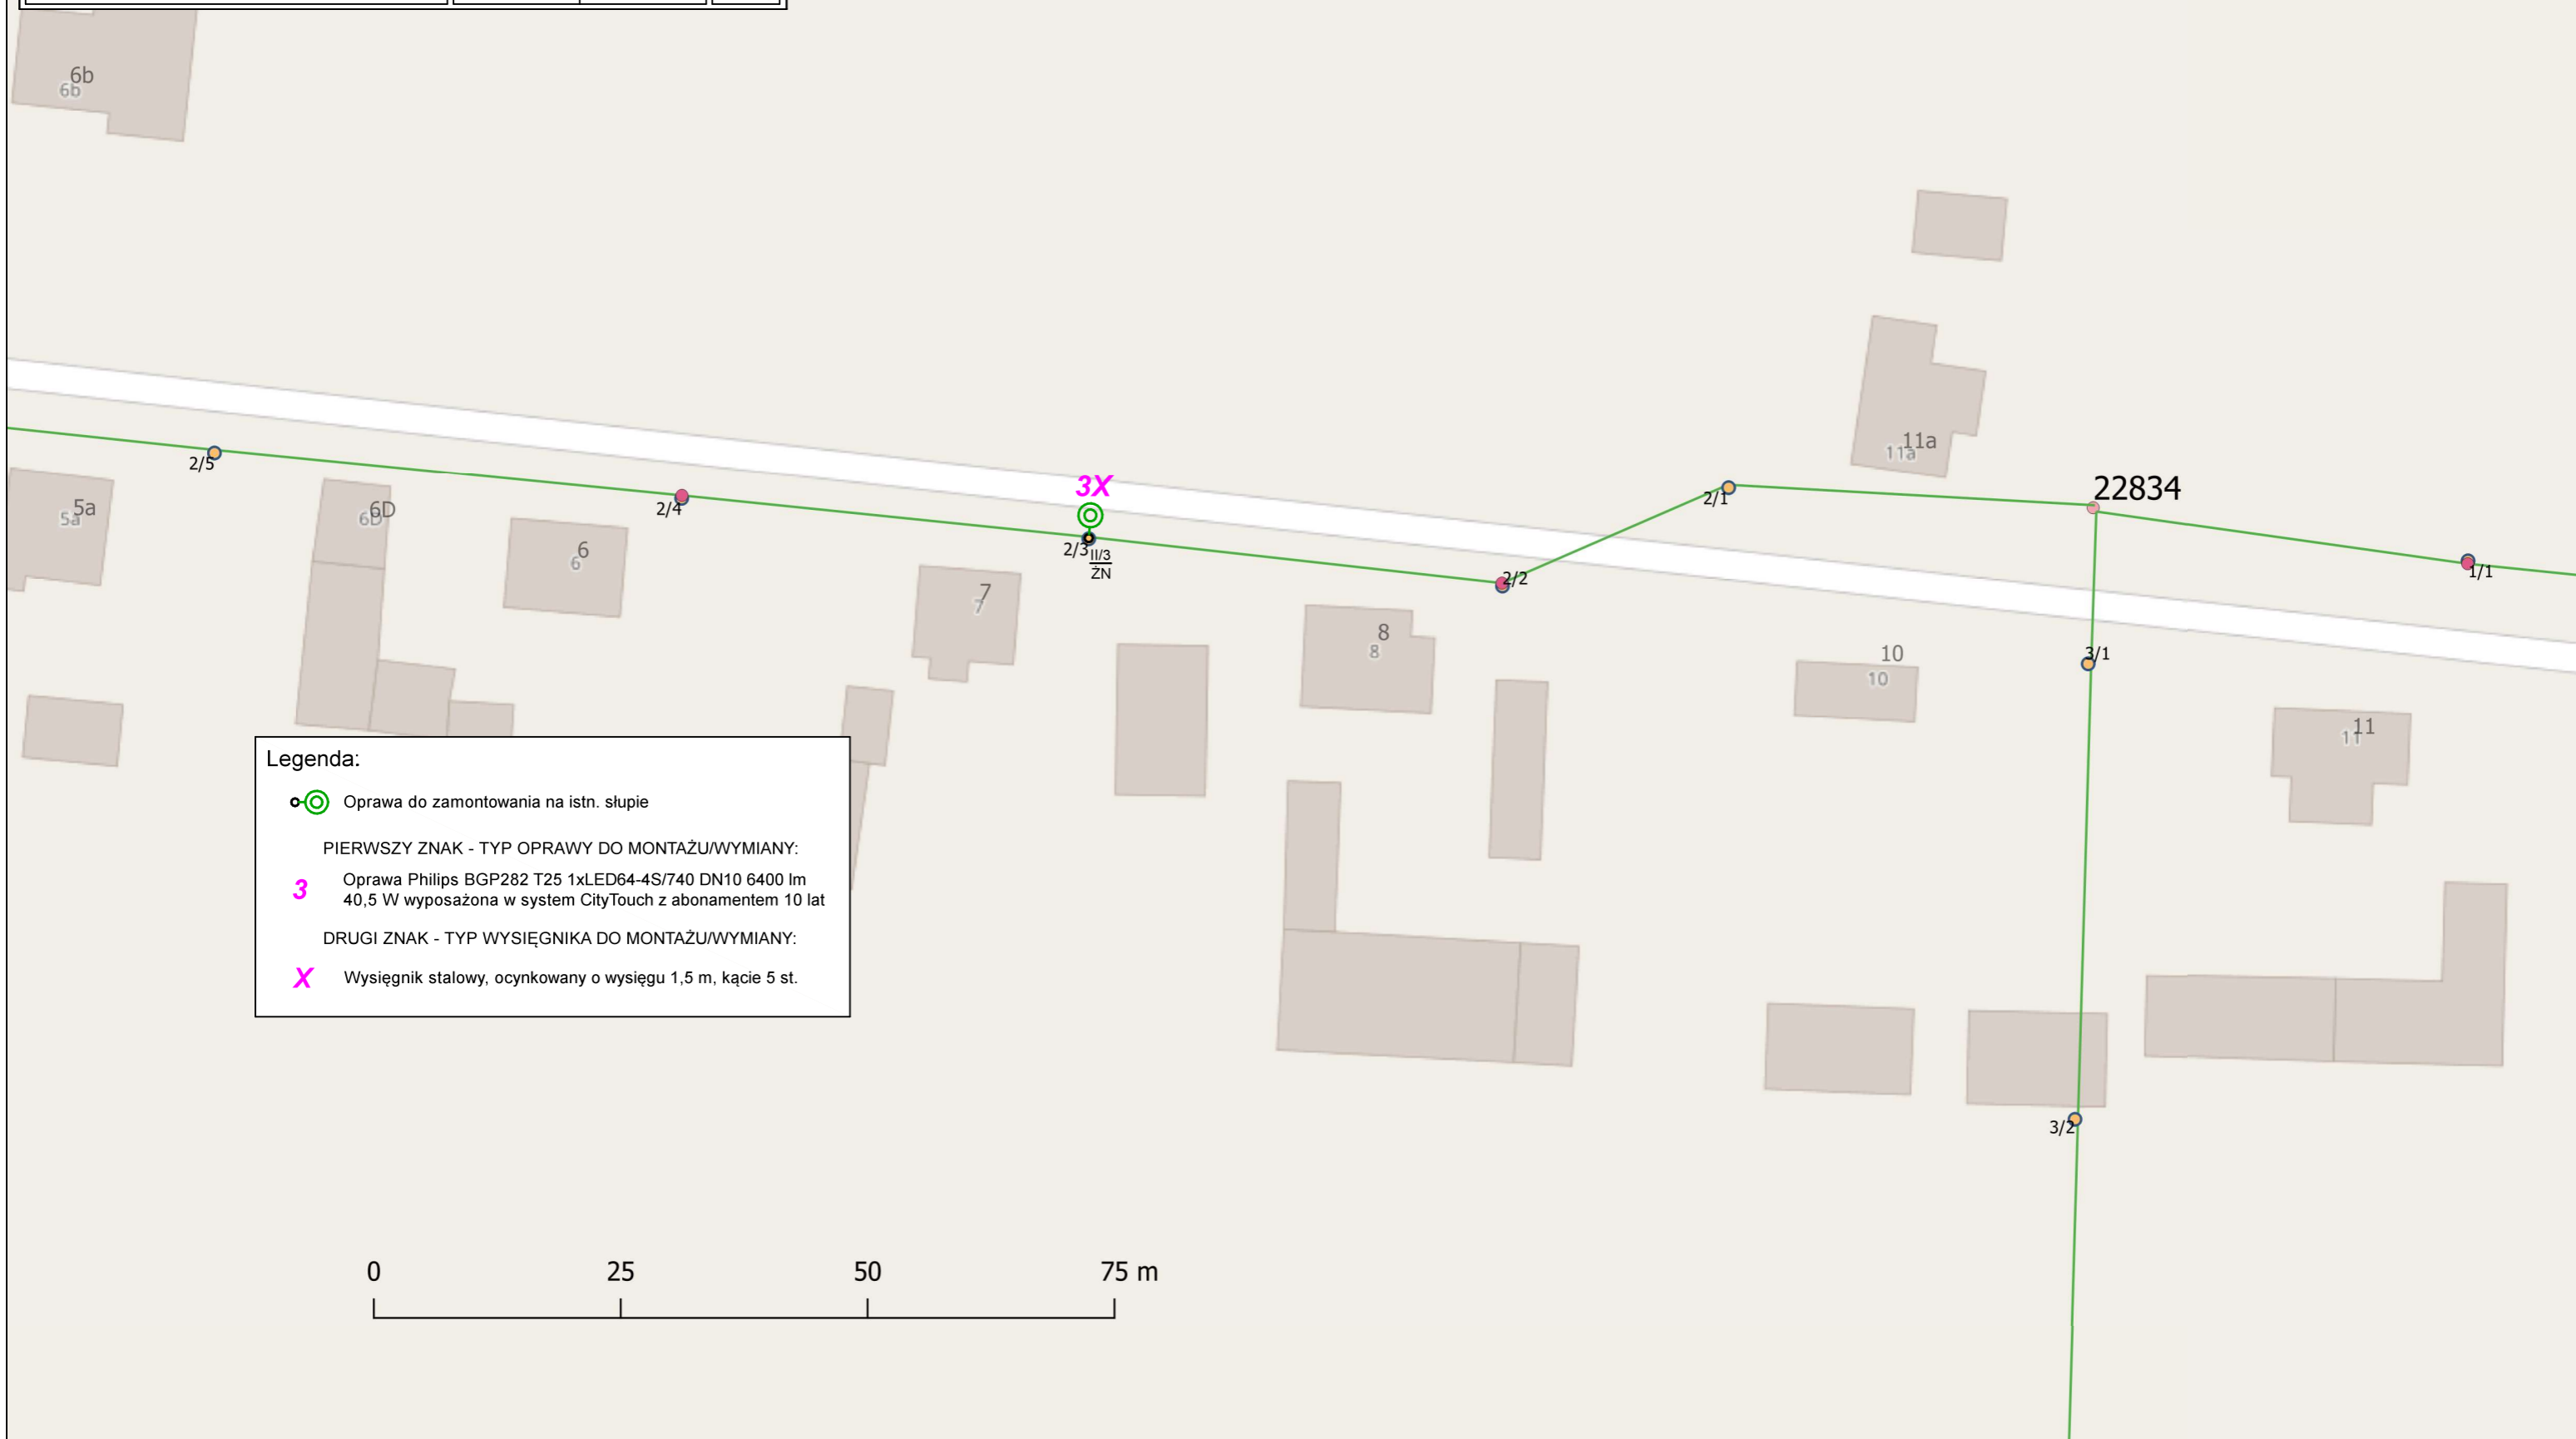 6b
6b
11a
11a
22834
3X
2/5
2/4
2/3
II/3
ŻN
2/2
2/1
1/1
5a
5a
6D
6D
6
6
7
7
8
8
10
10
3/1
11
11
Legenda:
Oprawa do zamontowania na istn. słupie
PIERWSZY ZNAK - TYP OPRAWY DO MONTAŻU/WYMIANY:
3
Oprawa Philips BGP282 T25 1xLED64-4S/740 DN10 6400 lm
40,5 W wyposażona w system CityTouch z abonamentem 10 lat
DRUGI ZNAK - TYP WYSIĘGNIKA DO MONTAŻU/WYMIANY:
X
Wysięgnik stalowy, ocynkowany o wysięgu 1,5 m, kącie 5 st.
3/2
0 25 50 75 m